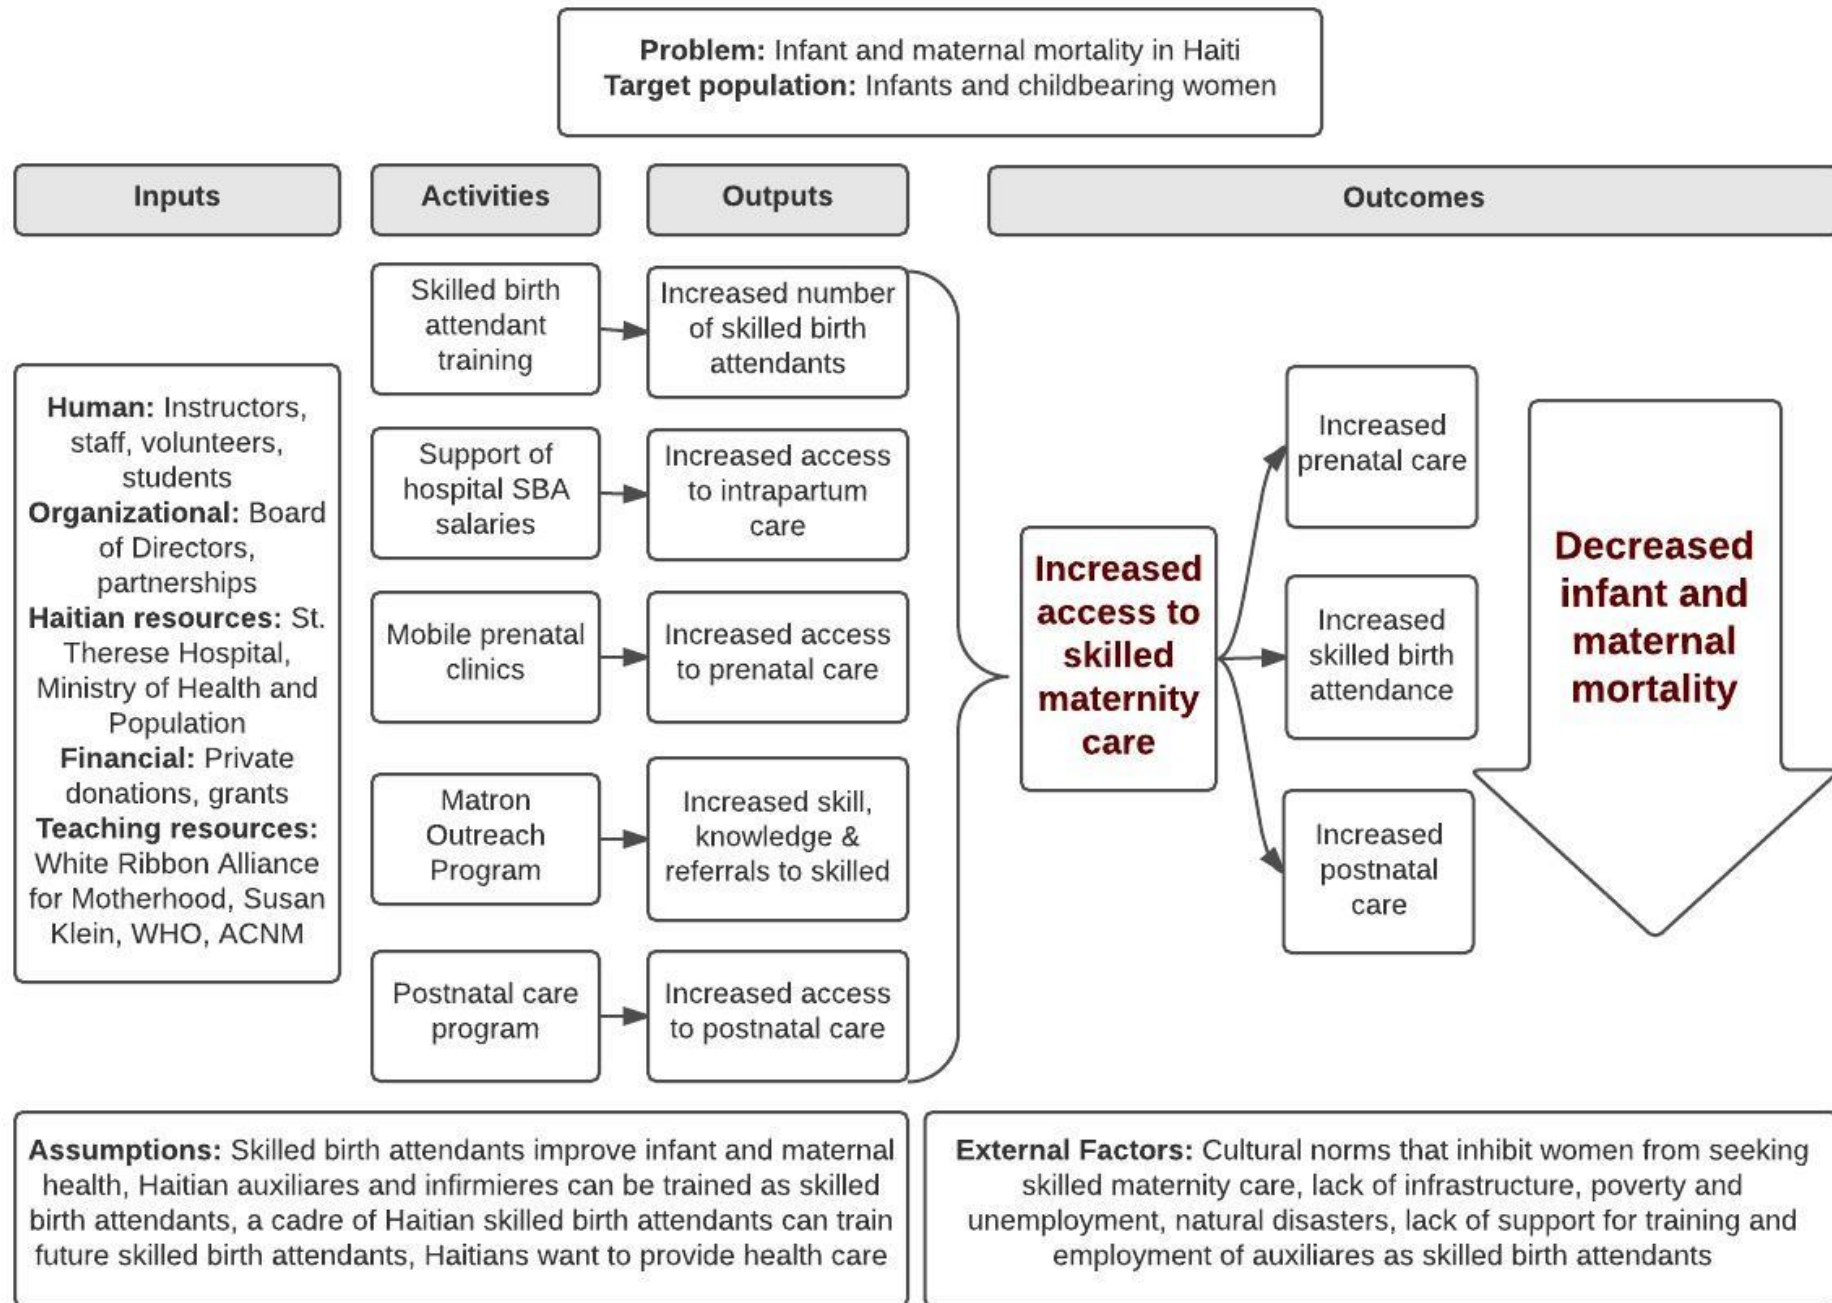 Problem: Infant and maternal mortality in Haiti
Target population: Infants and childbearing women
Inputs
Activities
Outputs
Outcomes
Human: Instructors,
staff, volunteers,
students
Organizational: Board
of Directors,
partnerships
Haitian resources: St.
Therese Hospital,
Ministry of Health and
Population
Financial: Private
donations, grants
Teaching resources:
White Ribbon Alliance
for Motherhood, Susan
Klein, WHO, ACNM
Skilled birth
attendant
training
Increased number
of skilled birth
attendants
Support of
hospital SBA
salaries
Increased access
to intrapartum
care
Mobile prenatal
clinics
Increased access
to prenatal care
Matron
Outreach
Program
Increased skill,
knowledge &
referrals to skilled
Postnatal care
program
Increased access
to postnatal care
Increased
access to
skilled
maternity
care
Increased
prenatal care
Increased
skilled birth
attendance
Increased
postnatal
care
Decreased
infant and
maternal
mortality
Assumptions: Skilled birth attendants improve infant and maternal
health, Haitian auxiliares and infirmieres can be trained as skilled
birth attendants, a cadre of Haitian skilled birth attendants can train
future skilled birth attendants, Haitians want to provide health care
External Factors: Cultural norms that inhibit women from seeking
skilled maternity care, lack of infrastructure, poverty and
unemployment, natural disasters, lack of support for training and
employment of auxiliares as skilled birth attendants